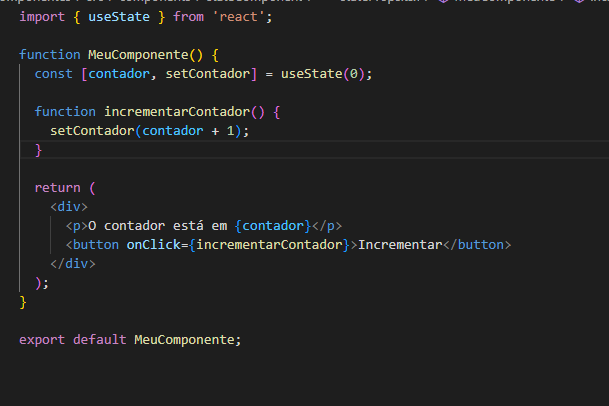 import { useState } from 'react';
function MeuComponente() {
const [contador, setContador] = useState(0);
function incrementarContador() {
setContador(contador + 1);
}
return (
<div>
<p>O contador está em {contador}</p>
<button onClick={incrementarContador}>Incrementar</button>
</div>
);
}
export default MeuComponente;